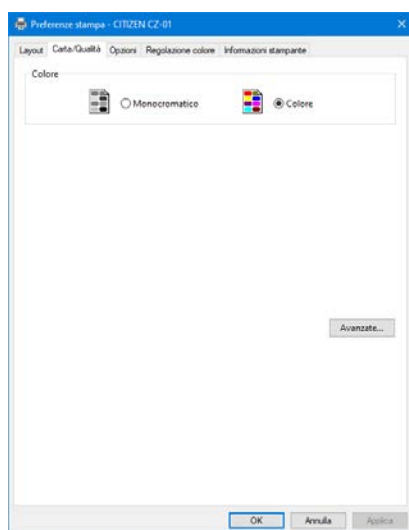 Preferenze stampa - CITIZEN CZ-01
Layout Carta/Qualità Opzioni Regolazione colore Informazioni stampante
Colore
Monocromatico Colore
Avanzate...
OK Annulla Applica